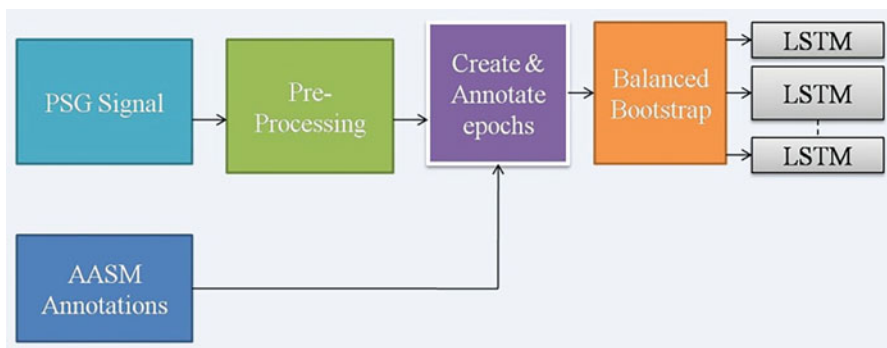 PSG Signal
Pre-
Processing
Create &
Annotate
epochs
Balanced
Bootstrap
LSTM
LSTM
LSTM
AASM
Annotations